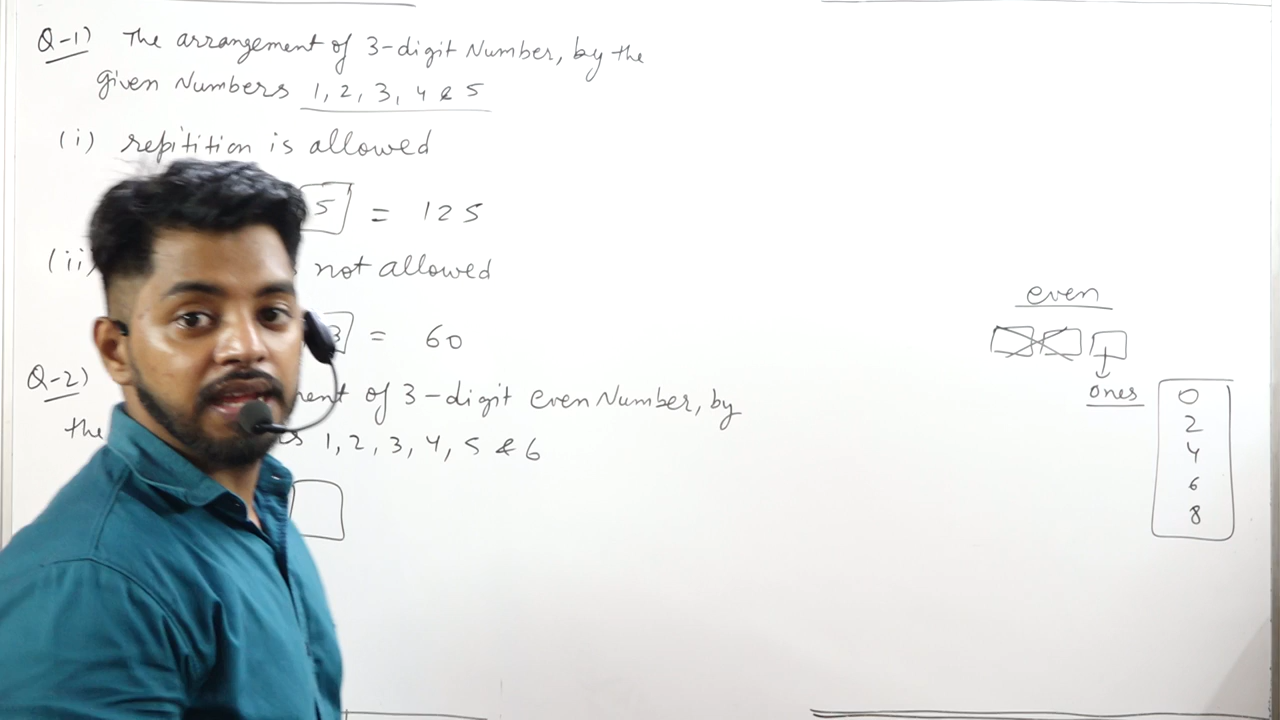 Q-1) The arrangement of 3-digit Number, by the
given Numbers 1, 2, 3, 4 & 5
(i) repitition is allowed
5 = 125
(ii) not allowed
3 = 60
Q-2) of 3-digit even Number, by
the 1, 2, 3, 4, 5 & 6
even
ones
0
2
4
6
8